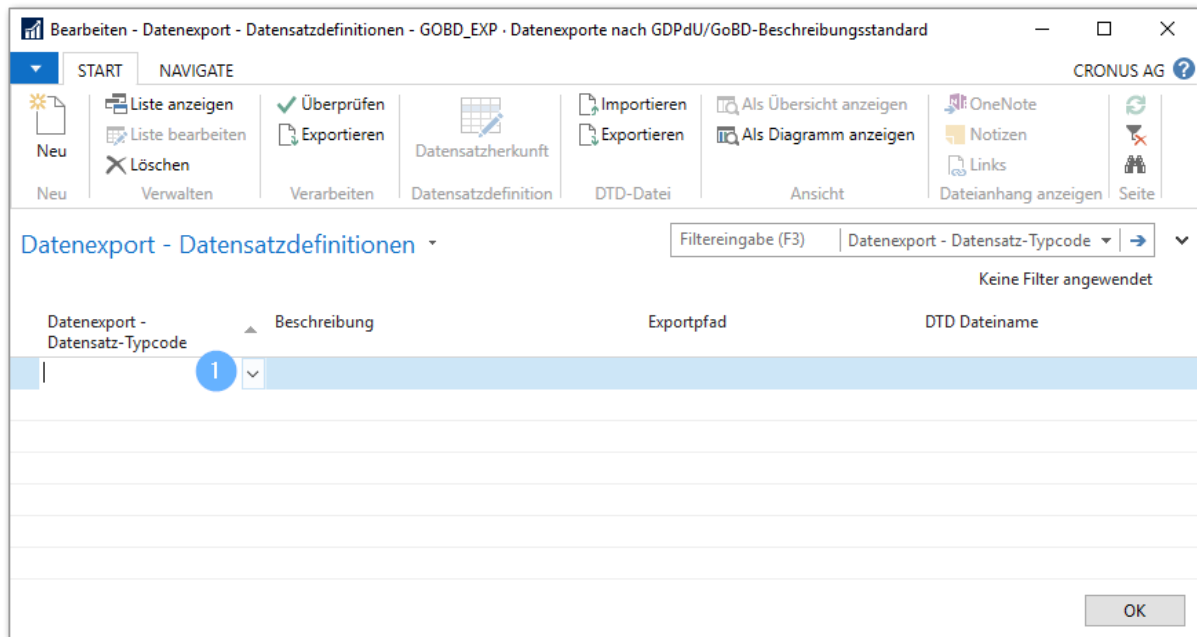 Bearbeiten - Datenexport - Datensatzdefinitionen - GOBD_EXP · Datenexporte nach GDPdU/GoBD-Beschreibungsstandard
START NAVIGATE CRONUS AG ?
Neu
Neu
Liste anzeigen
Liste bearbeiten
Löschen
Verwalten
Überprüfen
Exportieren
Verarbeiten
Datensatzherkunft
Datensatzdefinition
Importieren
Exportieren
DTD-Datei
Als Übersicht anzeigen
Als Diagramm anzeigen
Ansicht
OneNote
Notizen
Links
Dateianhang anzeigen
Seite
Datenexport - Datensatzdefinitionen
Filtereingabe (F3) Datenexport - Datensatz-Typcode
Keine Filter angewendet
Datenexport -
Datensatz-Typcode
Beschreibung
Exportpfad
DTD Dateiname
1
OK